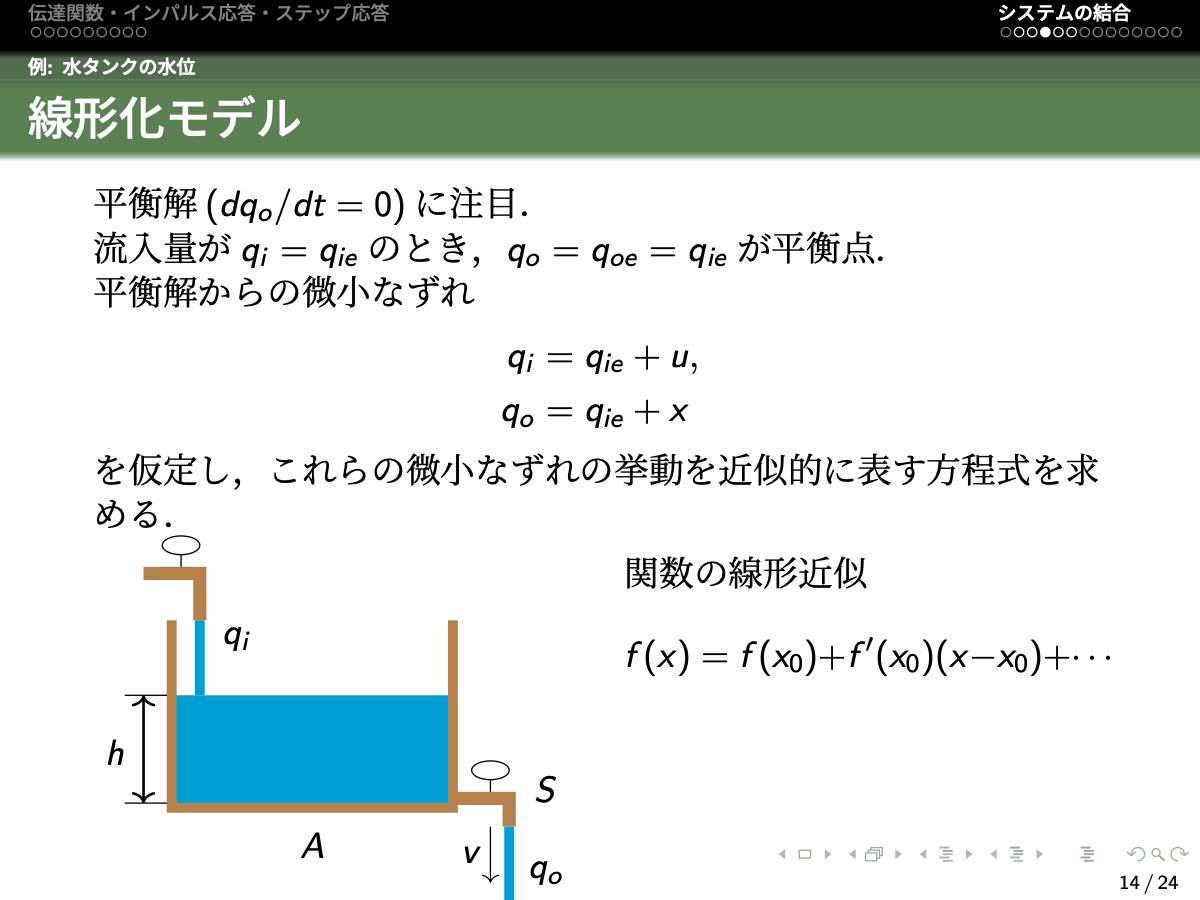 伝達関数・インパルス応答・ステップ応答
システムの結合
例: 水タンクの水位
線形化モデル
平衡解 (dq_o/dt = 0) に注目.
流入量が q_i = q_ie のとき，q_o = q_oe = q_ie が平衡点.
平衡解からの微小なずれ
q_i = q_ie + u,
q_o = q_ie + x
を仮定し，これらの微小なずれの挙動を近似的に表す方程式を求
める.
関数の線形近似
f(x) = f(x_0)+f′(x_0)(x−x_0)+···
q_i
h
S
A
v
q_o
14 / 24